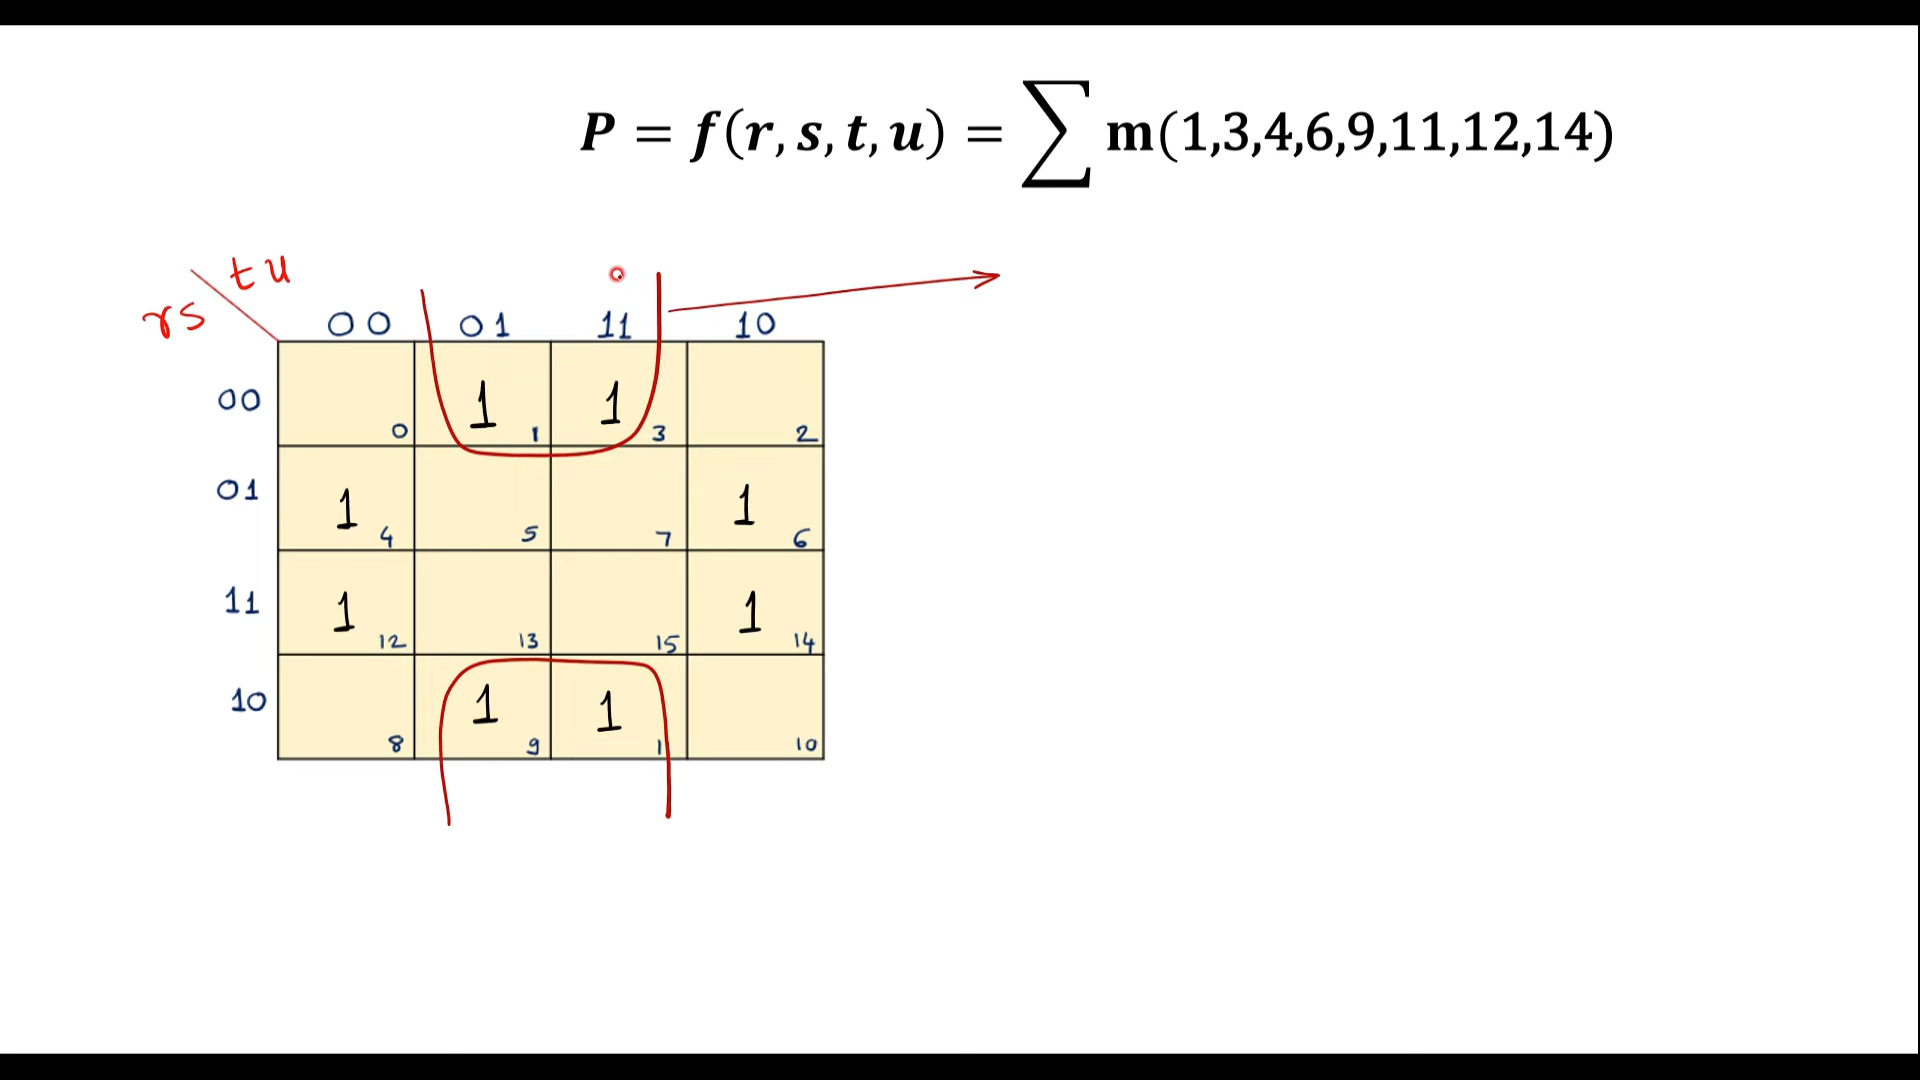 P = f(r, s, t, u) = ∑ m(1,3,4,6,9,11,12,14)
tu
rs
00 01 11 10
00 1 1
0 1 3 2
01 1 1
4 5 7 6
11 1 1
12 13 15 14
10 1 1
8 9 1 10